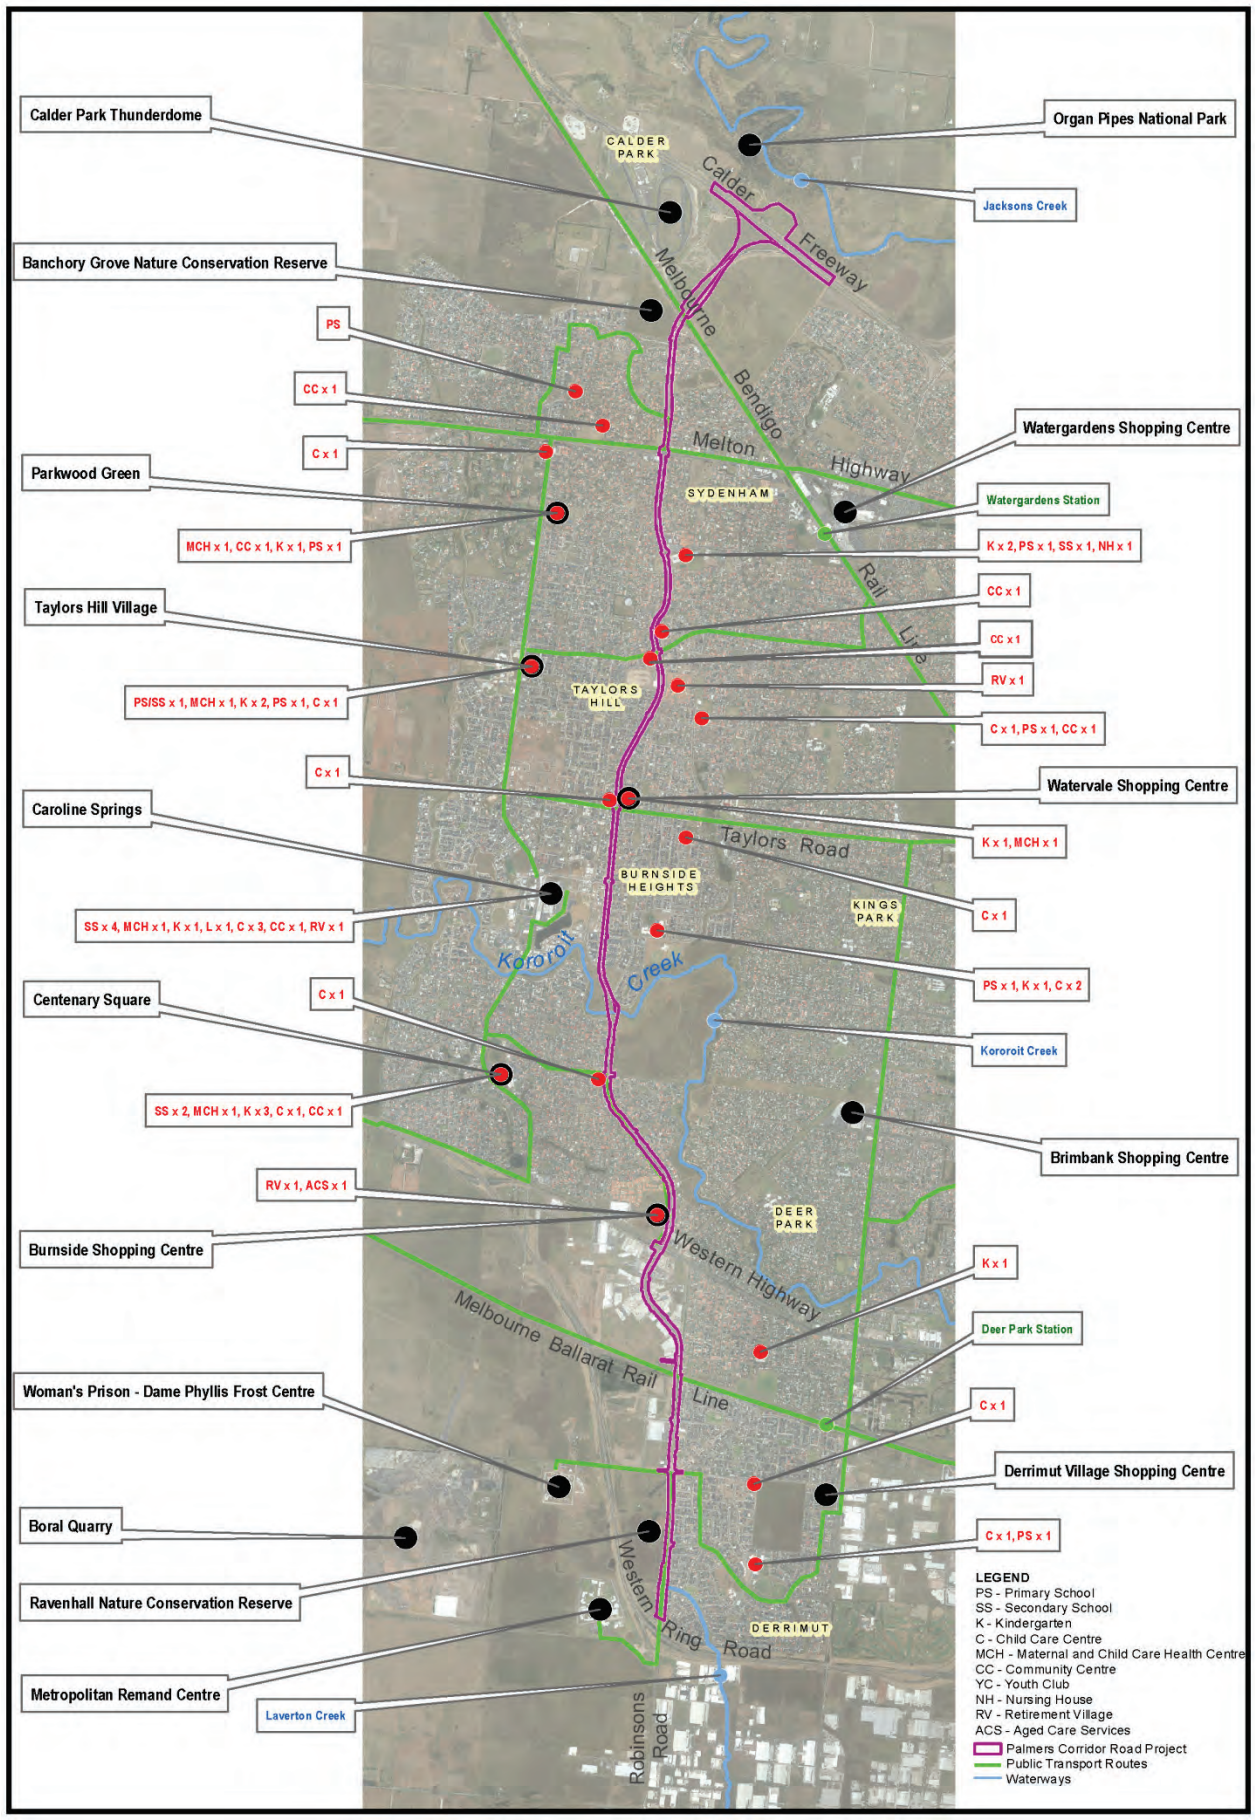 Calder Park Thunderdome
Organ Pipes National Park
CALDER
PARK
Calder
Freeway
Jacksons Creek
Banchory Grove Nature Conservation Reserve
Melbourne
Bendigo
Rail
Line
PS
CC x 1
C x 1
Melton
Highway
Watergardens Shopping Centre
Parkwood Green
SYDENHAM
Watergardens Station
MCH x 1, CC x 1, K x 1, PS x 1
K x 2, PS x 1, SS x 1, NH x 1
CC x 1
Taylors Hill Village
CC x 1
RV x 1
TAYLORS
HILL
PS/SS x 1, MCH x 1, K x 2, PS x 1, C x 1
C x 1, PS x 1, CC x 1
C x 1
Watervale Shopping Centre
Caroline Springs
Taylors Road
K x 1, MCH x 1
BURNSIDE
HEIGHTS
KINGS
PARK
C x 1
SS x 4, MCH x 1, K x 1, L x 1, C x 3, CC x 1, RV x 1
Kororoit
Creek
PS x 1, K x 1, C x 2
Centenary Square
C x 1
Kororoit Creek
SS x 2, MCH x 1, K x 3, C x 1, CC x 1
Brimbank Shopping Centre
RV x 1, ACS x 1
DEER
PARK
Burnside Shopping Centre
Western Highway
K x 1
Melbourne Ballarat Rail Line
Deer Park Station
Woman's Prison - Dame Phyllis Frost Centre
C x 1
Derrimut Village Shopping Centre
Boral Quarry
C x 1, PS x 1
Ravenhall Nature Conservation Reserve
Western Ring Road
DERRIMUT
Metropolitan Remand Centre
Laverton Creek
Robinsons
Road
LEGEND
PS - Primary School
SS - Secondary School
K - Kindergarten
C - Child Care Centre
MCH - Maternal and Child Care Health Centre
CC - Community Centre
YC - Youth Club
NH - Nursing House
RV - Retirement Village
ACS - Aged Care Services
Palmers Corridor Road Project
Public Transport Routes
Waterways